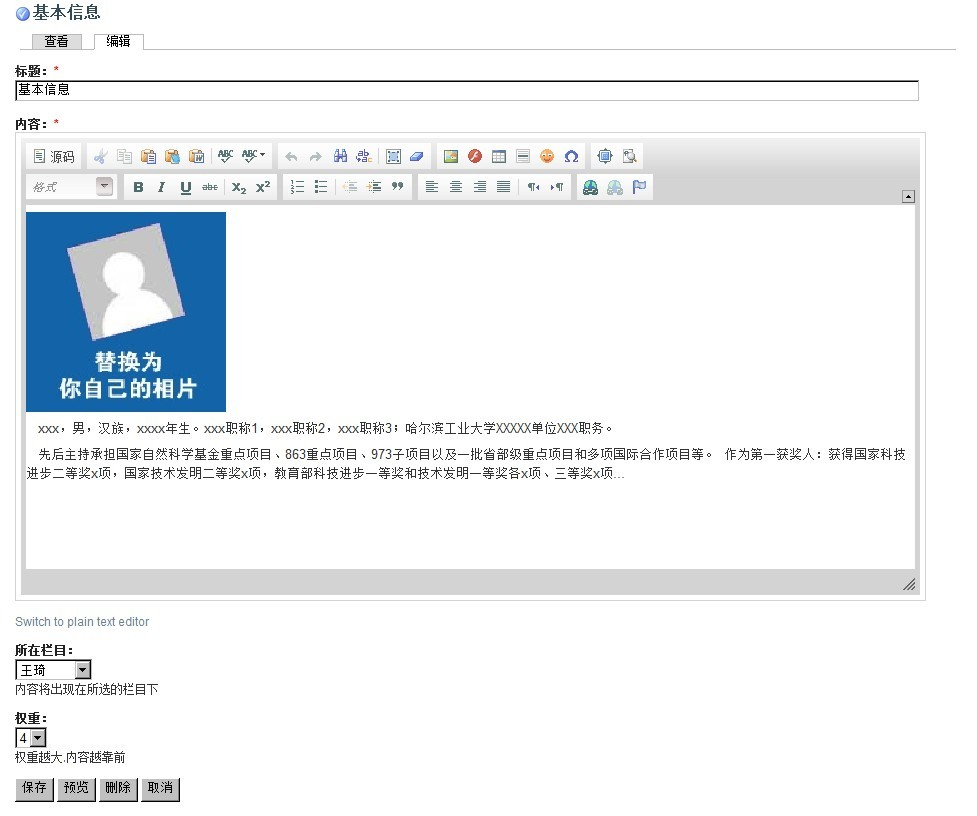 基本信息
查看 编辑
标题：*
基本信息
内容：*
源码 ABC ABC ab c
格式 B I U abc X₂ X²
替换为
你自己的相片
xxx，男，汉族，xxxx年生。xxx职称1，xxx职称2，xxx职称3；哈尔滨工业大学XXXXX单位XXX职务。
先后主持承担国家自然科学基金重点项目、863重点项目、973子项目以及一批省部级重点项目和多项国际合作项目等。 作为第一获奖人：获得国家科技
进步二等奖x项，国家技术发明二等奖x项，教育部科技进步一等奖和技术发明一等奖各x项、三等奖x项...
Switch to plain text editor
所在栏目：
王琦
内容将出现在所选的栏目下
权重：
4
权重越大.内容越靠前
保存 预览 删除 取消